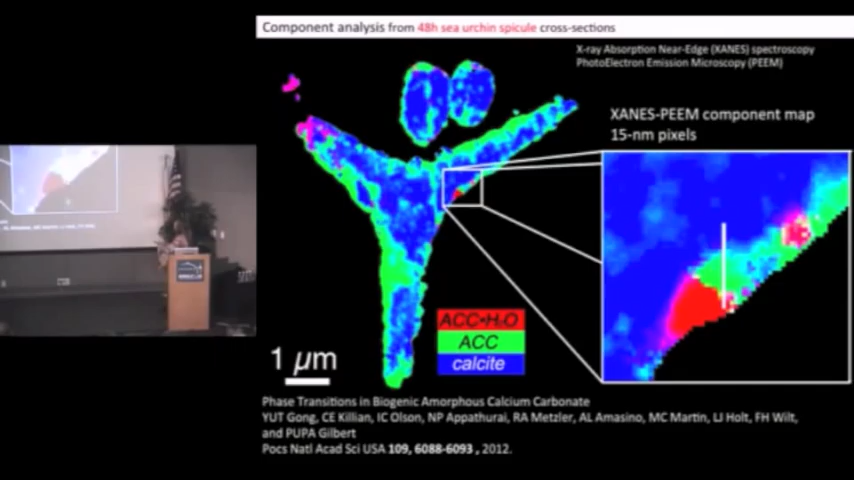 Component analysis from 48h sea urchin spicule cross-sections
X-ray Absorption Near-Edge (XANES) spectroscopy
PhotoElectron Emission Microscopy (PEEM)
XANES-PEEM component map
15-nm pixels
ACC•H₂O
ACC
calcite
1 µm
Phase Transitions in Biogenic Amorphous Calcium Carbonate
YUT Gong, CE Killian, IC Olson, NP Appathurai, RA Metzler, AL Amasino, MC Martin, LJ Holt, FH Wilt,
and PUPA Gilbert
Pocs Natl Acad Sci USA 109, 6088-6093 , 2012.